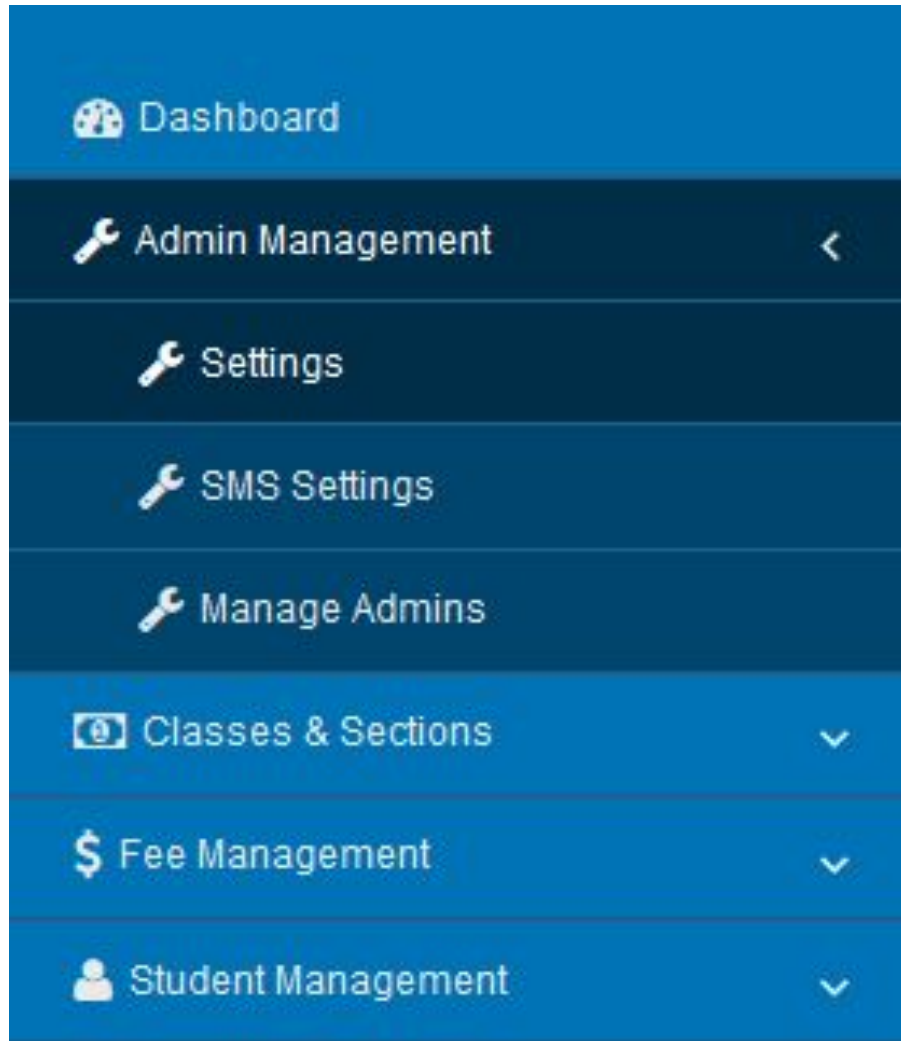 Dashboard
Admin Management
Settings
SMS Settings
Manage Admins
Classes & Sections
$ Fee Management
Student Management